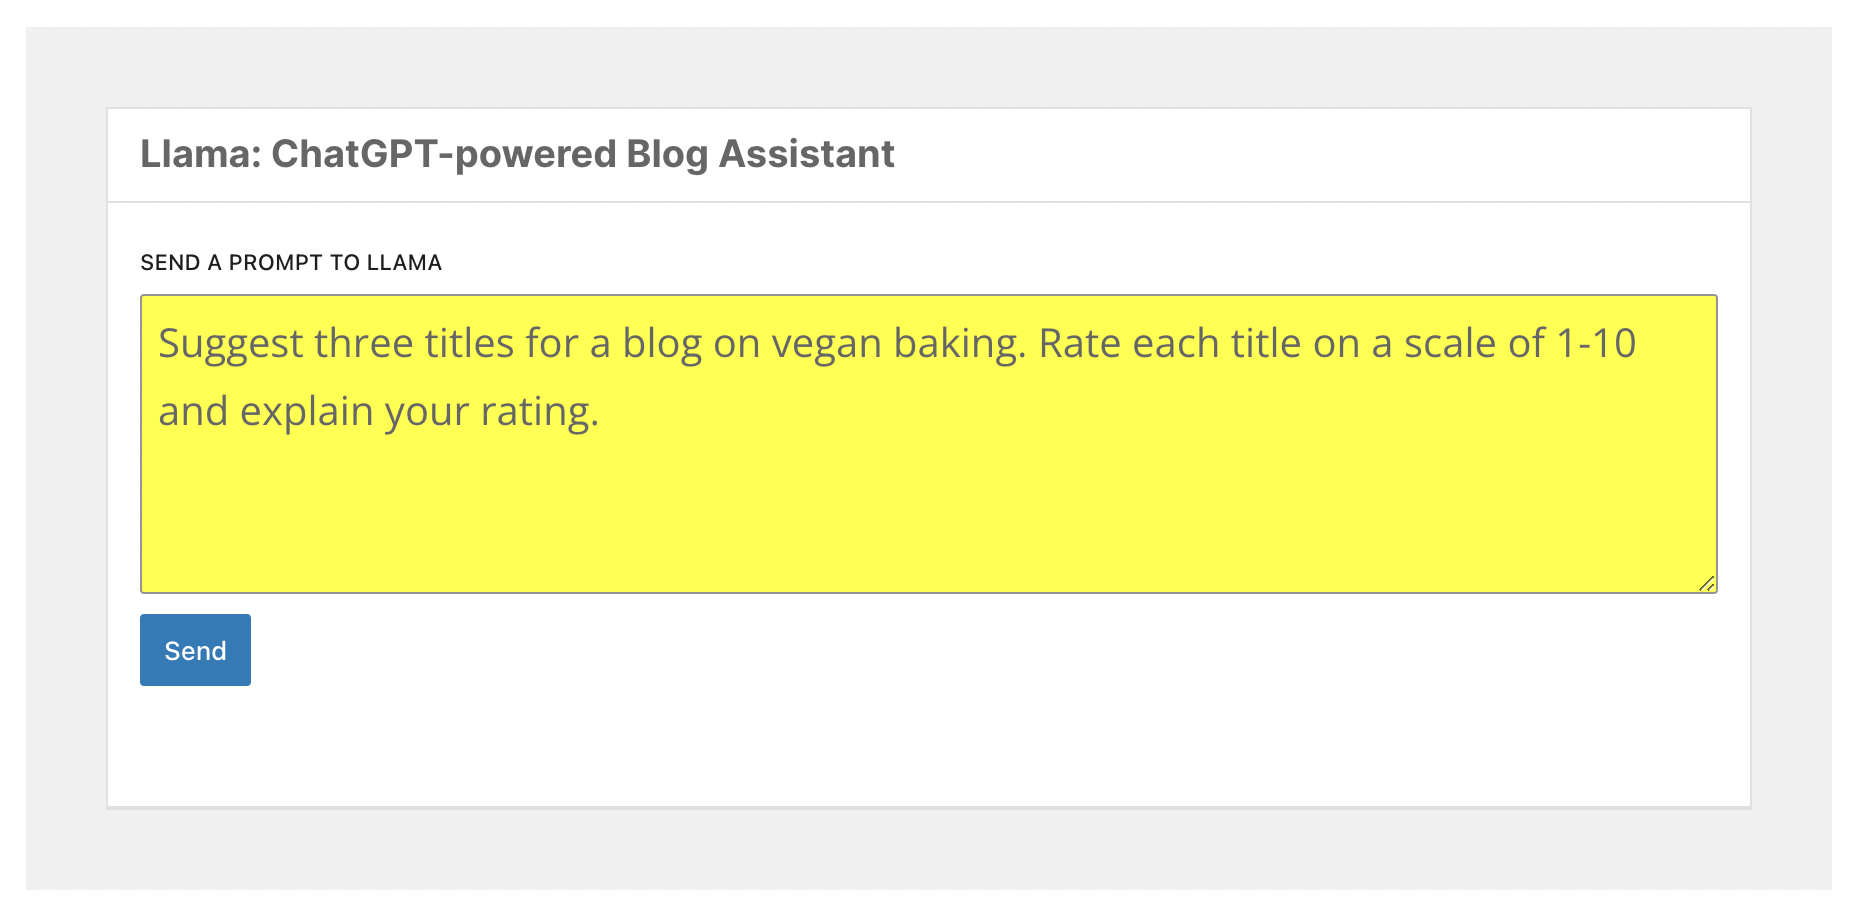 Llama: ChatGPT-powered Blog Assistant
SEND A PROMPT TO LLAMA
Suggest three titles for a blog on vegan baking. Rate each title on a scale of 1-10
and explain your rating.
Send